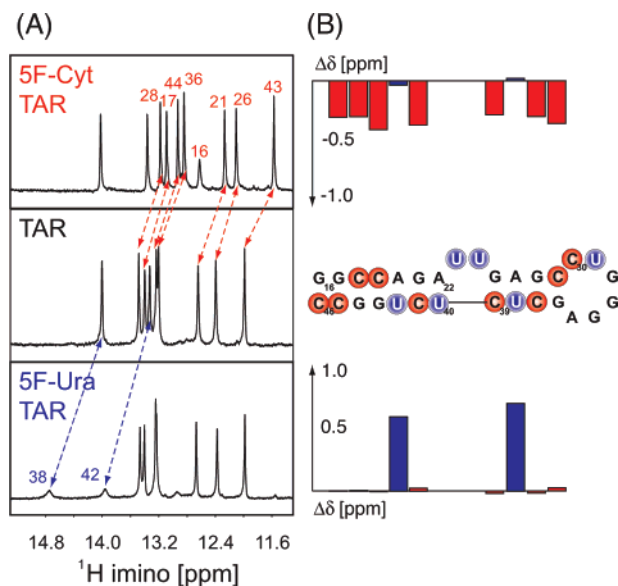 (A)
5F-Cyt
TAR
28
17
44
36
16
21
26
43
TAR
5F-Ura
TAR
38
42
14.8 14.0 13.2 12.4 11.6
¹H imino [ppm]
(B)
Δδ [ppm]
-0.5
-1.0
U U C 30 U
G G C C A G A G A G C G
16 22
C C G G U C U C U C G G
46 40 39
A G
1.0
0.5
Δδ [ppm]